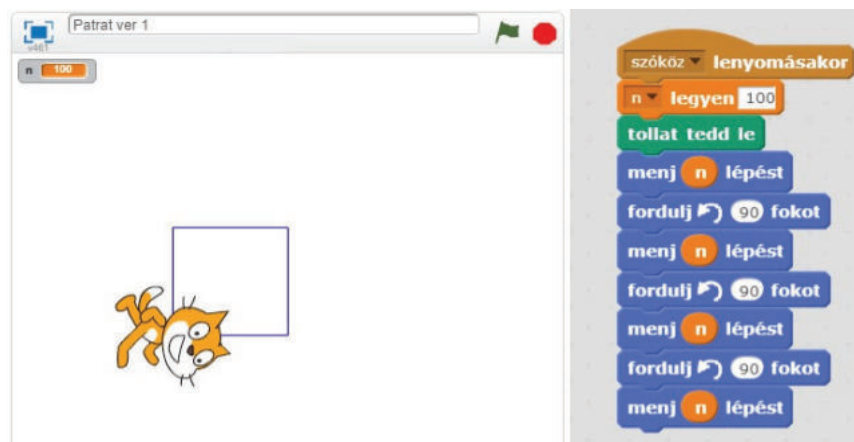 Patrat ver 1
v461
n 100
szóköz lenyomásakor
n legyen 100
tollat tedd le
menj n lépést
fordulj 90 fokot
menj n lépést
fordulj 90 fokot
menj n lépést
fordulj 90 fokot
menj n lépést